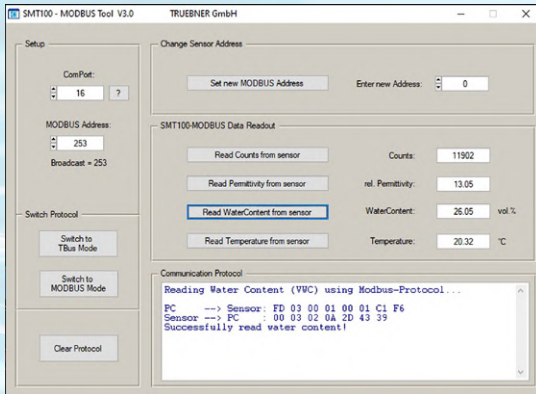 SMT100 - MODBUS Tool V3.0 TRUEBNER GmbH
Setup
ComPort:
16 ?
MODBUS Address:
253
Broadcast = 253
Switch Protocol
Switch to
TBus Mode
Switch to
MODBUS Mode
Clear Protocol
Change Sensor Address
Set new MODBUS Address Enter new Address: 0
SMT100-MODBUS Data Readout
Read Counts from sensor Counts: 11902
Read Permittivity from sensor rel. Permittivity: 13.05
Read WaterContent from sensor WaterContent: 26.05 vol.%
Read Temperature from sensor Temperature: 20.32 °C
Communication Protocol
Reading Water Content (VWC) using Modbus-Protocol...
PC --> Sensor: FD 03 00 01 00 01 C1 F6
Sensor --> PC : 00 03 02 0A 2D 43 39
Successfully read water content!